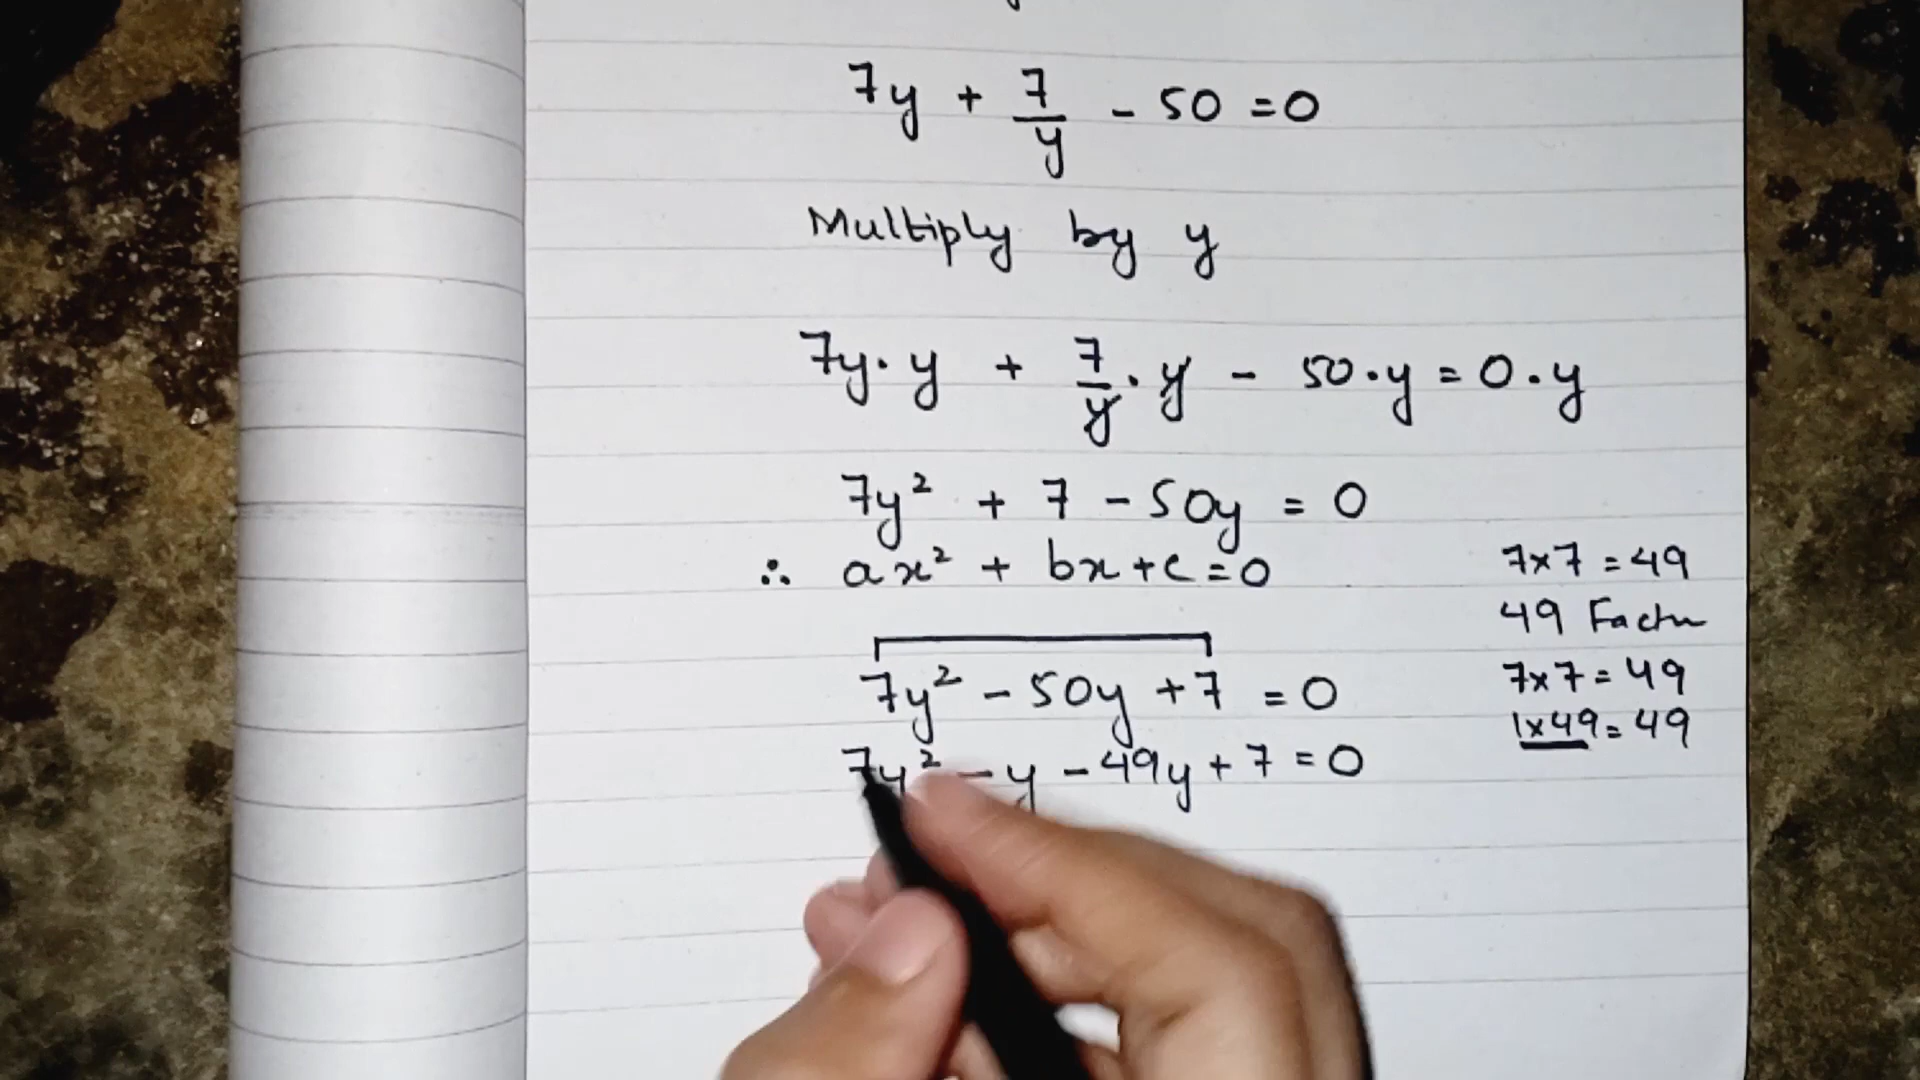 7y + 7/y - 50 = 0
Multiply by y
7y · y + 7/y · y - 50 · y = 0 · y
7y² + 7 - 50y = 0
∴ ax² + bx + c = 0
7y² - 50y + 7 = 0
7y² - y - 49y + 7 = 0
7x7 = 49
49 Factn
7x7 = 49
1x49 = 49